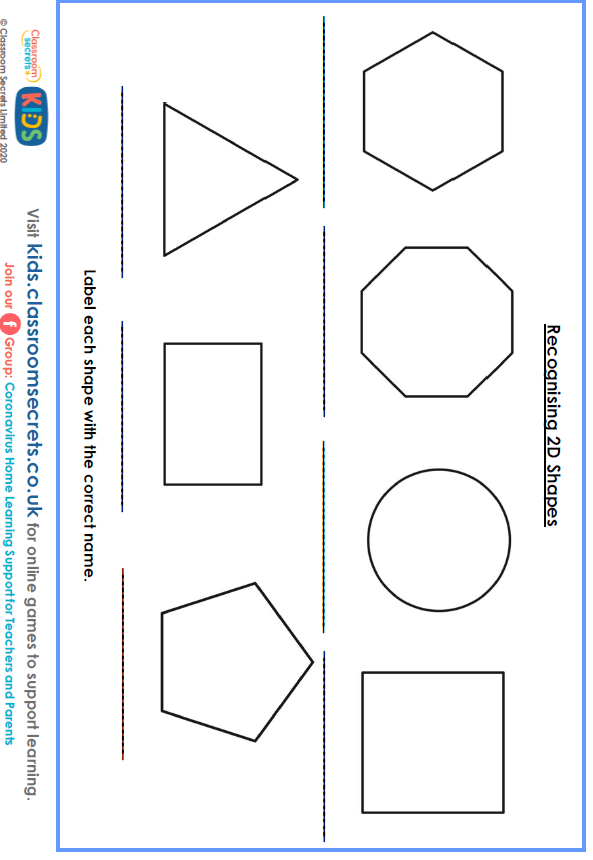 Recognising 2D Shapes
Label each shape with the correct name.
Classroom
secrets
KIDS
Visit kids.classroomsecrets.co.uk for online games to support learning.
© Classroom Secrets Limited 2020
Join our f Group: Coronavirus Home Learning Support for Teachers and Parents